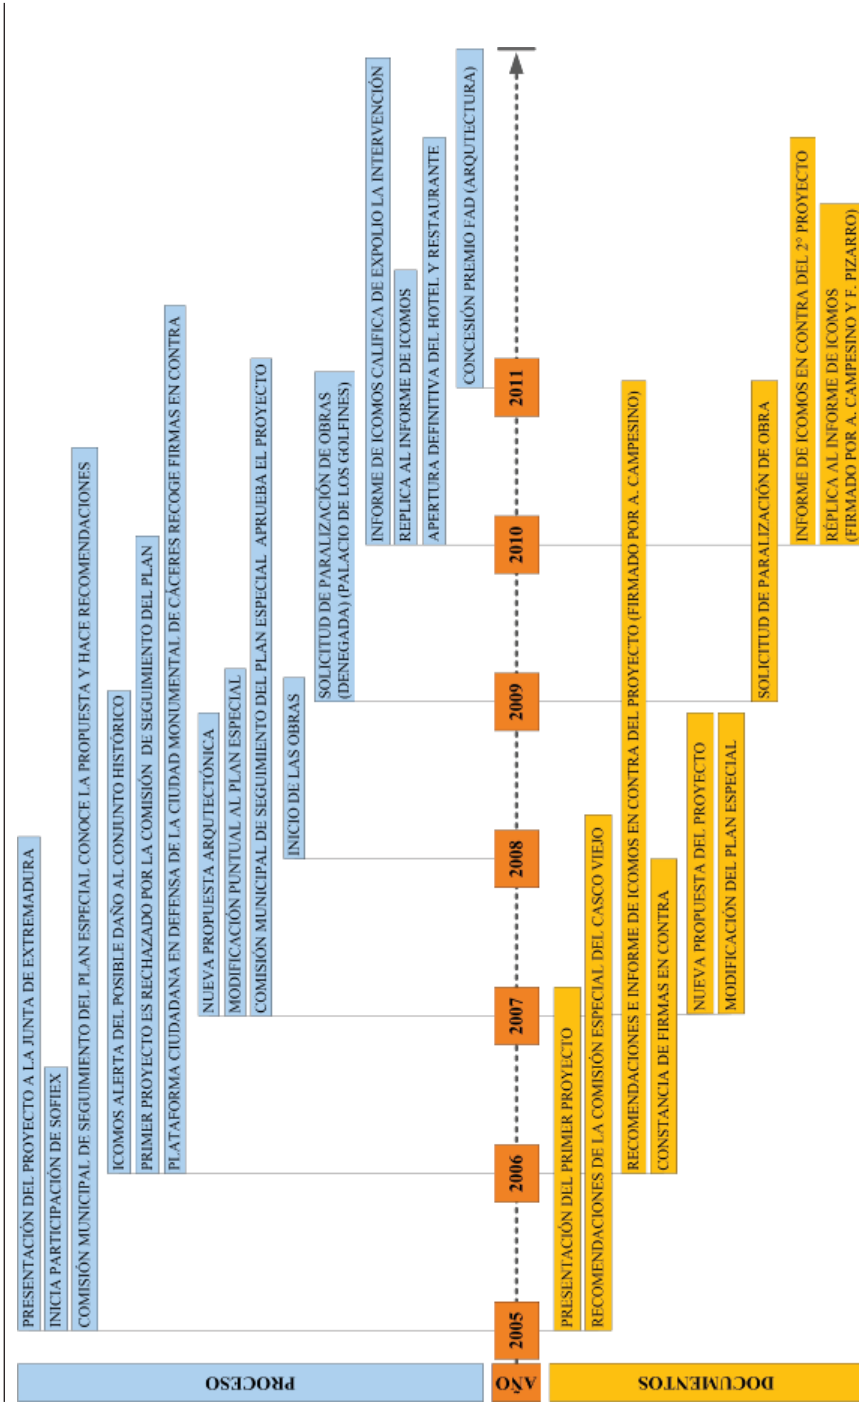 PROCESO
PRESENTACIÓN DEL PROYECTO A LA JUNTA DE EXTREMADURA
INICIA PARTICIPACIÓN DE SOFIEX
COMISIÓN MUNICIPAL DE SEGUIMIENTO DEL PLAN ESPECIAL CONOCE LA PROPUESTA Y HACE RECOMENDACIONES
ICOMOS ALERTA DEL POSIBLE DAÑO AL CONJUNTO HISTÓRICO
PRIMER PROYECTO ES RECHAZADO POR LA COMISIÓN DE SEGUIMIENTO DEL PLAN
PLATAFORMA CIUDADANA EN DEFENSA DE LA CIUDAD MONUMENTAL DE CÁCERES RECOGE FIRMAS EN CONTRA
NUEVA PROPUESTA ARQUTECTÓNICA
MODIFICACIÓN PUNTUAL AL PLAN ESPECIAL
COMISIÓN MUNICIPAL DE SEGUIMIENTO DEL PLAN ESPECIAL APRUEBA EL PROYECTO
INICIO DE LAS OBRAS
SOLICITUD DE PARALIZACIÓN DE OBRAS
(DENEGADA) (PALACIO DE LOS GOLFINES)
INFORME DE ICOMOS CALIFICA DE EXPOLIO LA INTERVENCIÓN
REPLICA AL INFORME DE ICOMOS
APERTURA DEFINITIVA DEL HOTEL Y RESTAURANTE
CONCESIÓN PREMIO FAD (ARQUTECTURA)
AÑO
2005
2006
2007
2008
2009
2010
2011
DOCUMENTOS
PRESENTACIÓN DEL PRIMER PROYECTO
RECOMENDACIONES DE LA COMISIÓN ESPECIAL DEL CASCO VIEJO
RECOMENDACIONES E INFORME DE ICOMOS EN CONTRA DEL PROYECTO (FIRMADO POR A. CAMPESINO)
CONSTANCIA DE FIRMAS EN CONTRA
NUEVA PROPUESTA DEL PROYECTO
MODIFICACIÓN DEL PLAN ESPECIAL
SOLICITUD DE PARALIZACIÓN DE OBRA
INFORME DE ICOMOS EN CONTRA DEL 2° PROYECTO
RÉPLICA AL INFORME DE ICOMOS
(FIRMADO POR A. CAMPESINO Y F. PIZARRO)